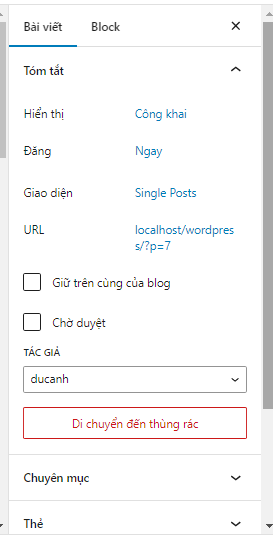 Bài viết Block
Tóm tắt
Hiển thị Công khai
Đăng Ngay
Giao diện Single Posts
URL localhost/wordpres
s/?p=7
Giữ trên cùng của blog
Chờ duyệt
TÁC GIẢ
ducanh
Di chuyển đến thùng rác
Chuyên mục
Thẻ